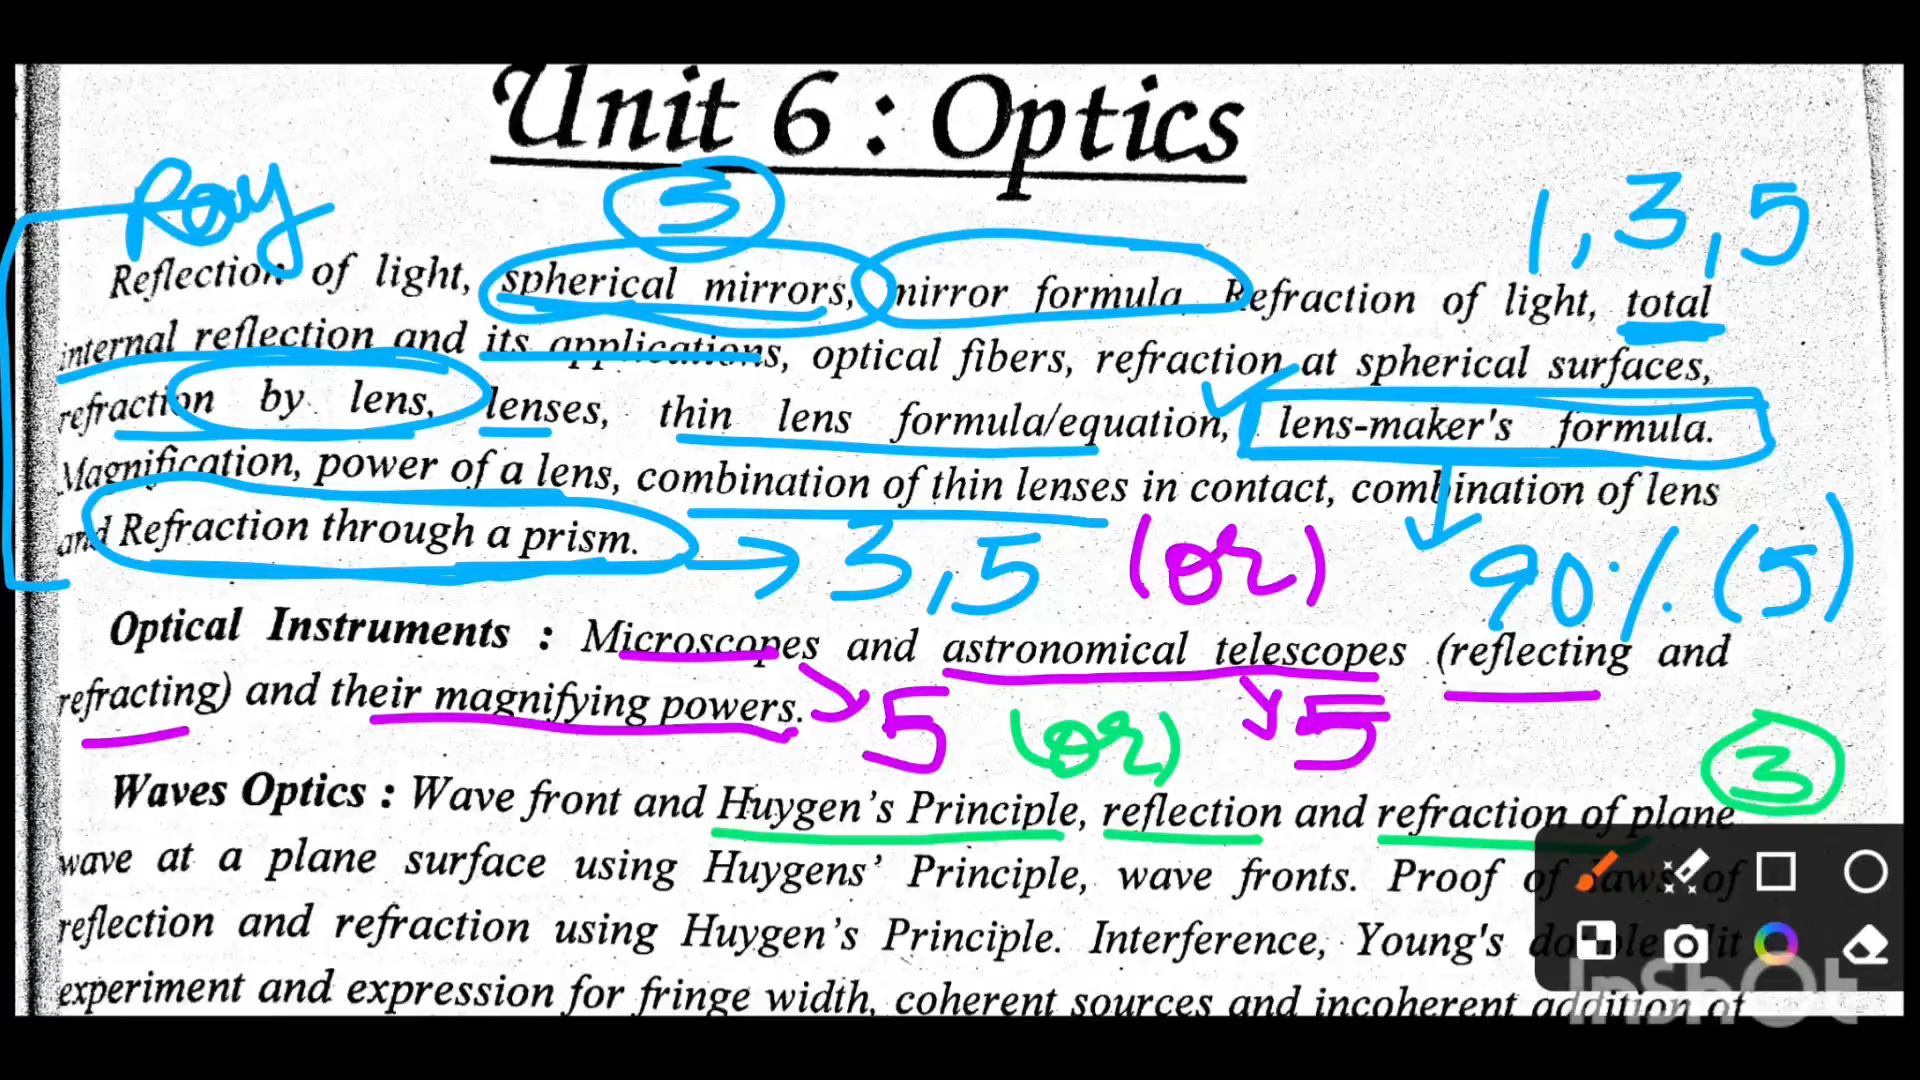 Unit 6 : Optics
Ray
3
1, 3, 5
Reflection of light, spherical mirrors, mirror formula. Refraction of light, total
internal reflection and its applications, optical fibers, refraction at spherical surfaces,
refraction by lens, lenses, thin lens formula/equation, lens-maker's formula.
Magnification, power of a lens, combination of thin lenses in contact, combination of lens
and Refraction through a prism.
→ 3, 5 (or) 90% (5)
Optical Instruments : Microscopes and astronomical telescopes (reflecting and
refracting) and their magnifying powers.
5 (or) 5
3
Waves Optics : Wave front and Huygen's Principle, reflection and refraction of plane
wave at a plane surface using Huygens' Principle, wave fronts. Proof of laws of
reflection and refraction using Huygen's Principle. Interference, Young's double slit
experiment and expression for fringe width, coherent sources and incoherent addition of
InShOt